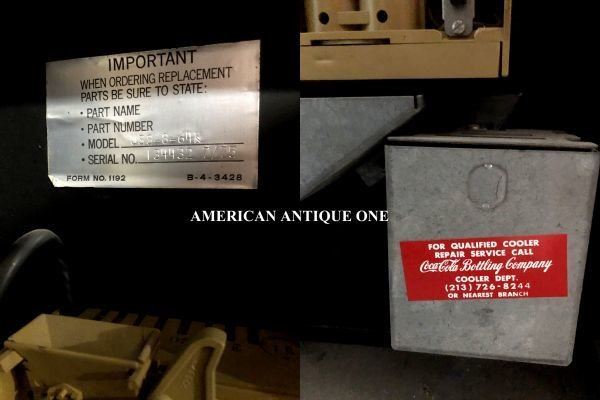 IMPORTANT
WHEN ORDERING REPLACEMENT
PARTS BE SURE TO STATE:
• PART NAME
• PART NUMBER
• MODEL
• SERIAL NO.
FORM NO. 1192 B-4-3428
AMERICAN ANTIQUE ONE
FOR QUALIFIED COOLER
REPAIR SERVICE CALL
Coca-Cola Bottling Company
COOLER DEPT.
(213) 726-8244
OR NEAREST BRANCH